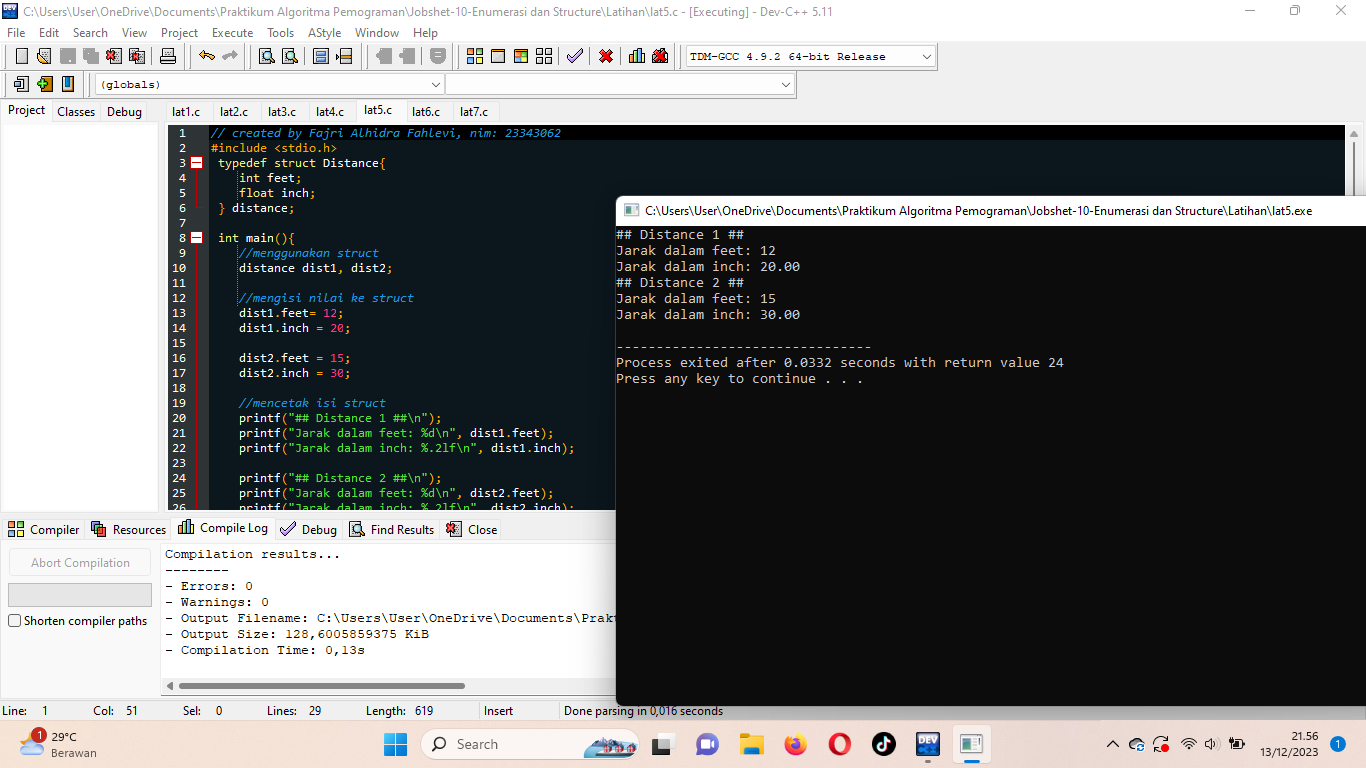 C:\Users\User\OneDrive\Documents\Praktikum Algoritma Pemograman\Jobshet-10-Enumerasi dan Structure\Latihan\lat5.c - [Executing] - Dev-C++ 5.11
File Edit Search View Project Execute Tools AStyle Window Help
TDM-GCC 4.9.2 64-bit Release
(globals)
Project Classes Debug lat1.c lat2.c lat3.c lat4.c lat5.c lat6.c lat7.c
1 // created by Fajri Alhidra Fahlevi, nim: 23343062
2 #include <stdio.h>
3 typedef struct Distance{
4 int feet;
5 float inch;
6 } distance;
7
8 int main(){
9 //menggunakan struct
10 distance dist1, dist2;
11
12 //mengisi nilai ke struct
13 dist1.feet= 12;
14 dist1.inch = 20;
15
16 dist2.feet = 15;
17 dist2.inch = 30;
18
19 //mencetak isi struct
20 printf("## Distance 1 ##\n");
21 printf("Jarak dalam feet: %d\n", dist1.feet);
22 printf("Jarak dalam inch: %.2lf\n", dist1.inch);
23
24 printf("## Distance 2 ##\n");
25 printf("Jarak dalam feet: %d\n", dist2.feet);
26 printf("Jarak dalam inch: %.2lf\n", dist2.inch);
C:\Users\User\OneDrive\Documents\Praktikum Algoritma Pemograman\Jobshet-10-Enumerasi dan Structure\Latihan\lat5.exe
## Distance 1 ##
Jarak dalam feet: 12
Jarak dalam inch: 20.00
## Distance 2 ##
Jarak dalam feet: 15
Jarak dalam inch: 30.00
--------------------------------
Process exited after 0.0332 seconds with return value 24
Press any key to continue . . .
Compiler Resources Compile Log Debug Find Results Close
Abort Compilation
Shorten compiler paths
Compilation results...
--------
- Errors: 0
- Warnings: 0
- Output Filename: C:\Users\User\OneDrive\Documents\Prakt
- Output Size: 128,6005859375 KiB
- Compilation Time: 0,13s
Line: 1 Col: 51 Sel: 0 Lines: 29 Length: 619 Insert Done parsing in 0,016 seconds
1
29°C
Berawan
Search
DEV
21.56
13/12/2023
1